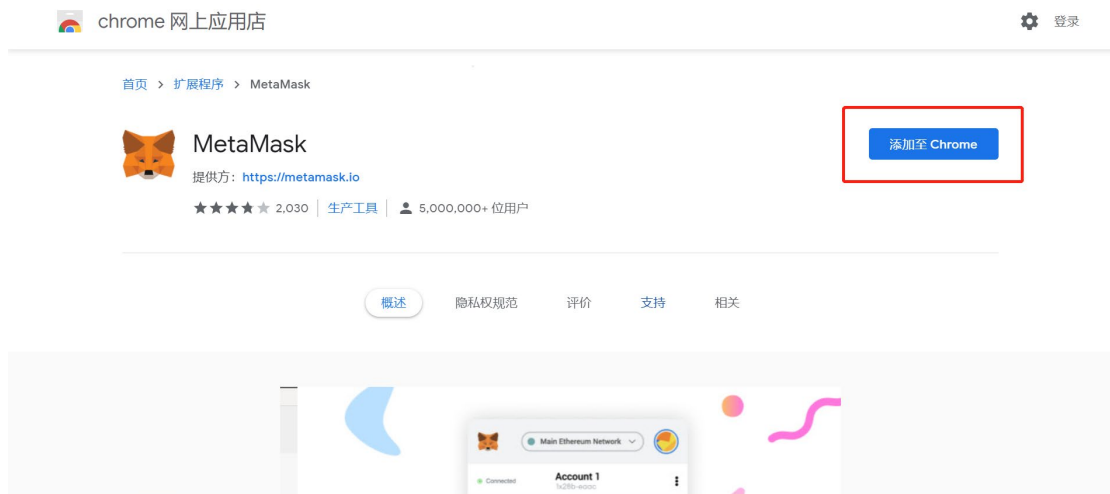 chrome 网上应用店
登录
首页 > 扩展程序 > MetaMask
MetaMask
添加至 Chrome
提供方: https://metamask.io
2,030 生产工具 5,000,000+ 位用户
概述 隐私权规范 评价 支持 相关
Main Ethereum Network
Connected Account 1